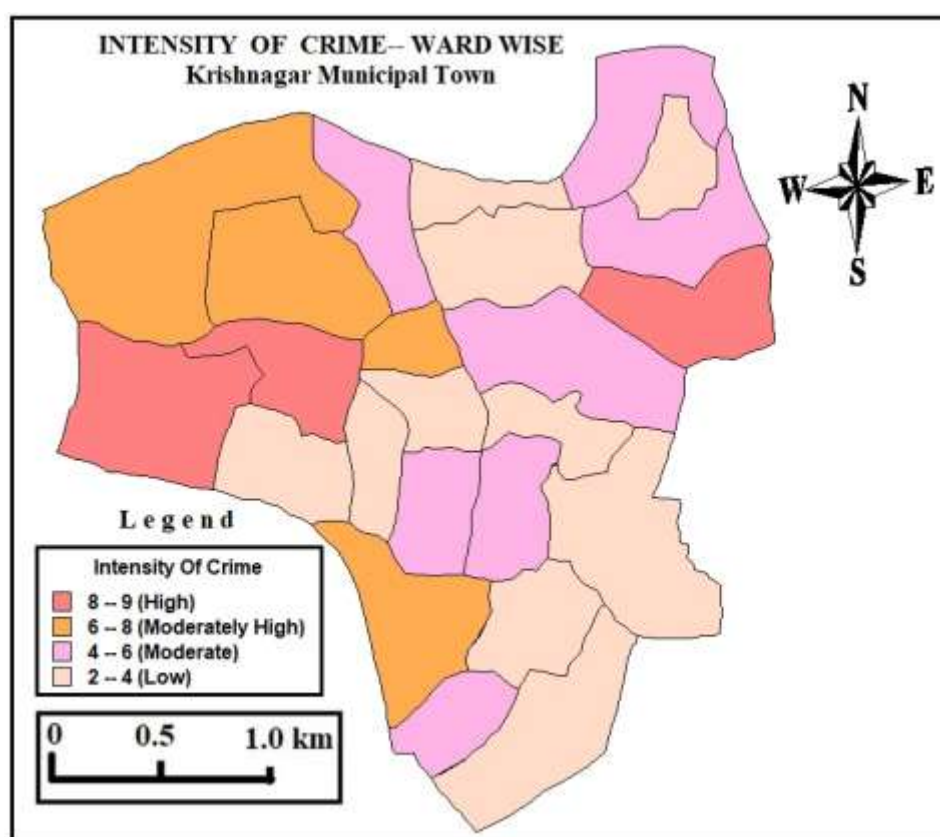 INTENSITY OF CRIME-- WARD WISE
Krishnagar Municipal Town
N
W E
S
Legend
Intensity Of Crime
8 -- 9 (High)
6 -- 8 (Moderately High)
4 -- 6 (Moderate)
2 -- 4 (Low)
0 0.5 1.0 km